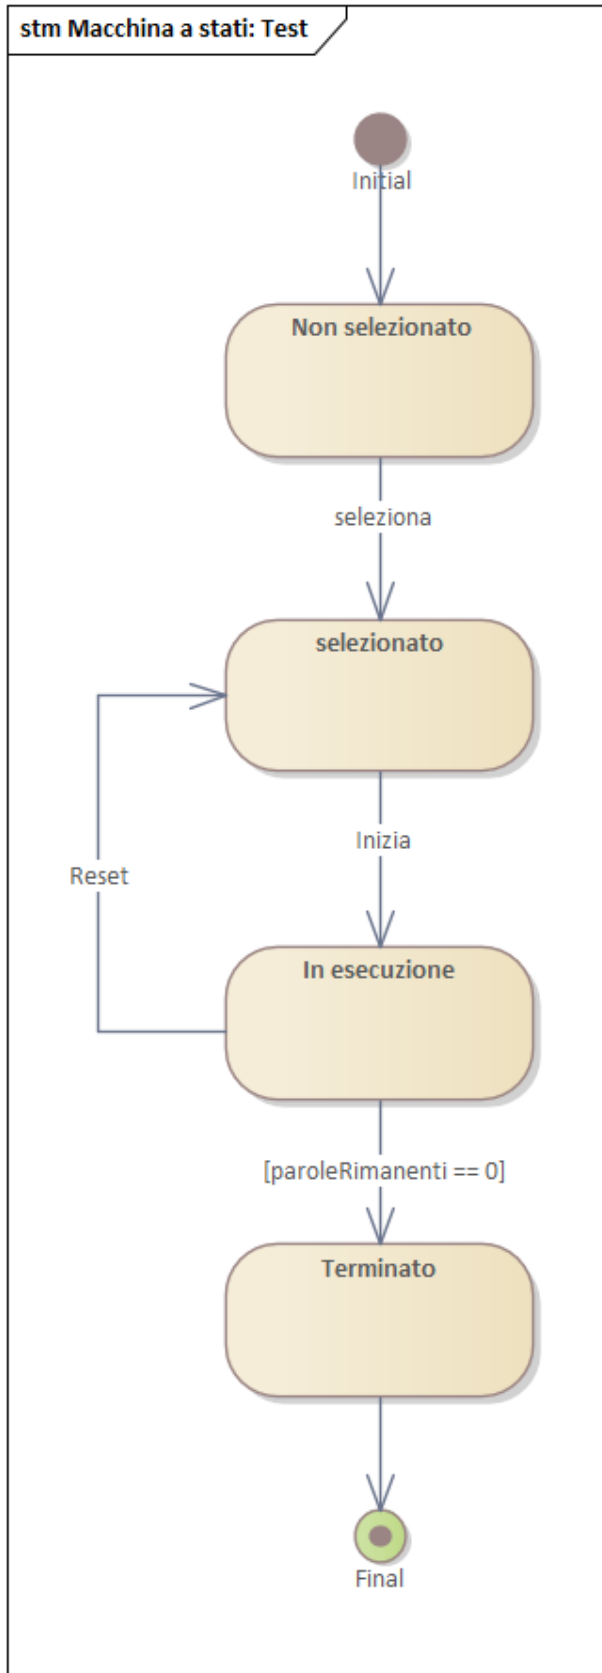 stm Macchina a stati: Test
Initial
Non selezionato
seleziona
selezionato
Inizia
Reset
In esecuzione
[paroleRimanenti == 0]
Terminato
Final